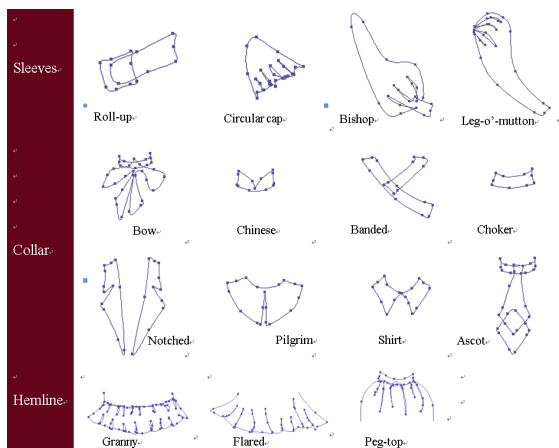 Sleeves
Roll-up
Circular cap
Bishop
Leg-o'-mutton
Collar
Bow
Chinese
Banded
Choker
Notched
Pilgrim
Shirt
Ascot
Hemline
Granny
Flared
Peg-top